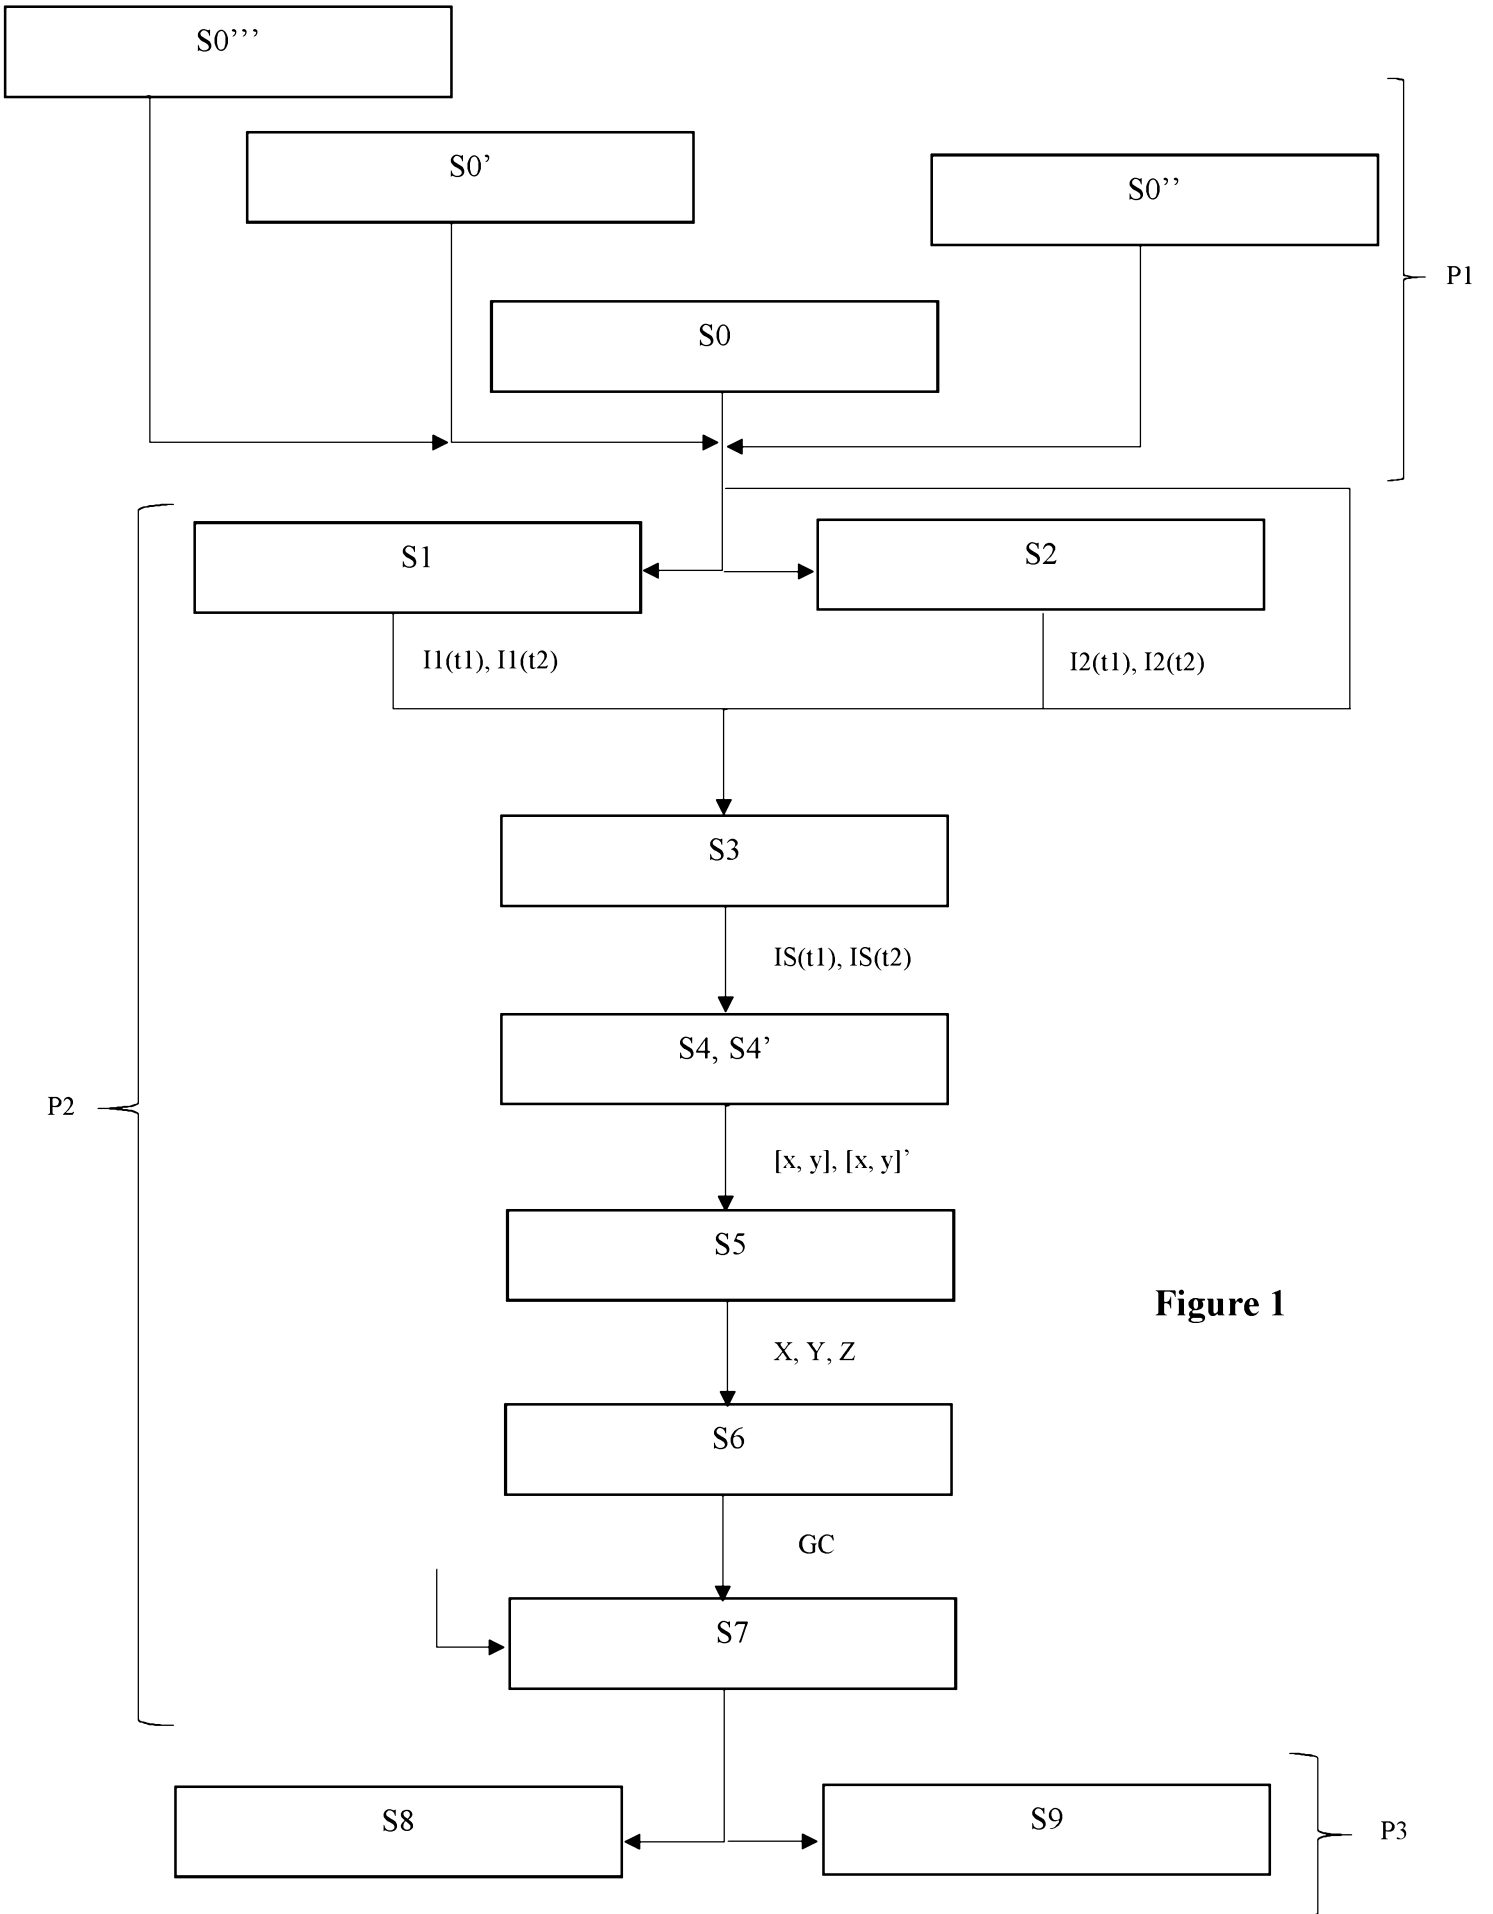 S0’’’
S0’
S0’’
P1
S0
S1
S2
I1(t1), I1(t2)
I2(t1), I2(t2)
S3
IS(t1), IS(t2)
S4, S4’
P2
[x, y], [x, y]’
S5
Figure 1
X, Y, Z
S6
GC
S7
S8
S9
P3